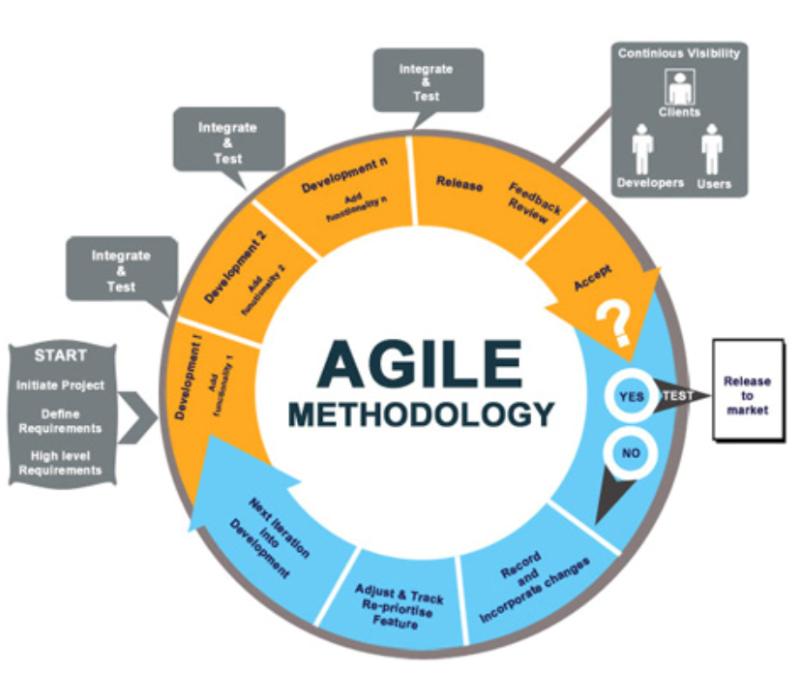 START
Initiate Project
Define
Requirements
High level
Requirements
Development I
Add
functionality 1
Integrate
&
Test
Development 2
Add
functionality 2
Integrate
&
Test
Development n
Add
functionality n
Integrate
&
Test
Release
Feedback
Review
Continious Visibility
Clients
Developers
Users
Accept
?
YES
TEST
Release
to
market
NO
Record
and
Incorporate changes
Adjust & Track
Re-priortise
Feature
Next iteration
into
Development
AGILE
METHODOLOGY